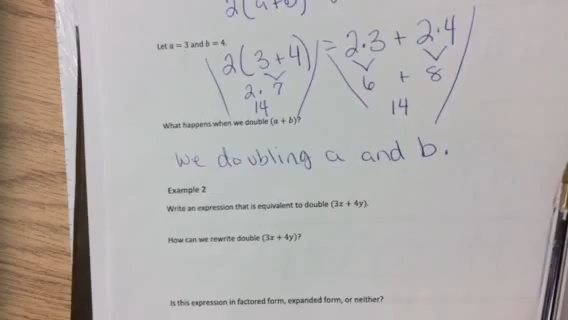 2(a+b)
Let a = 3 and b = 4.
2(3+4) = 2·3 + 2·4
2·7 6 + 8
14 14
What happens when we double (a + b)?
We doubling a and b.
Example 2
Write an expression that is equivalent to double (3x + 4y).
How can we rewrite double (3x + 4y)?
Is this expression in factored form, expanded form, or neither?